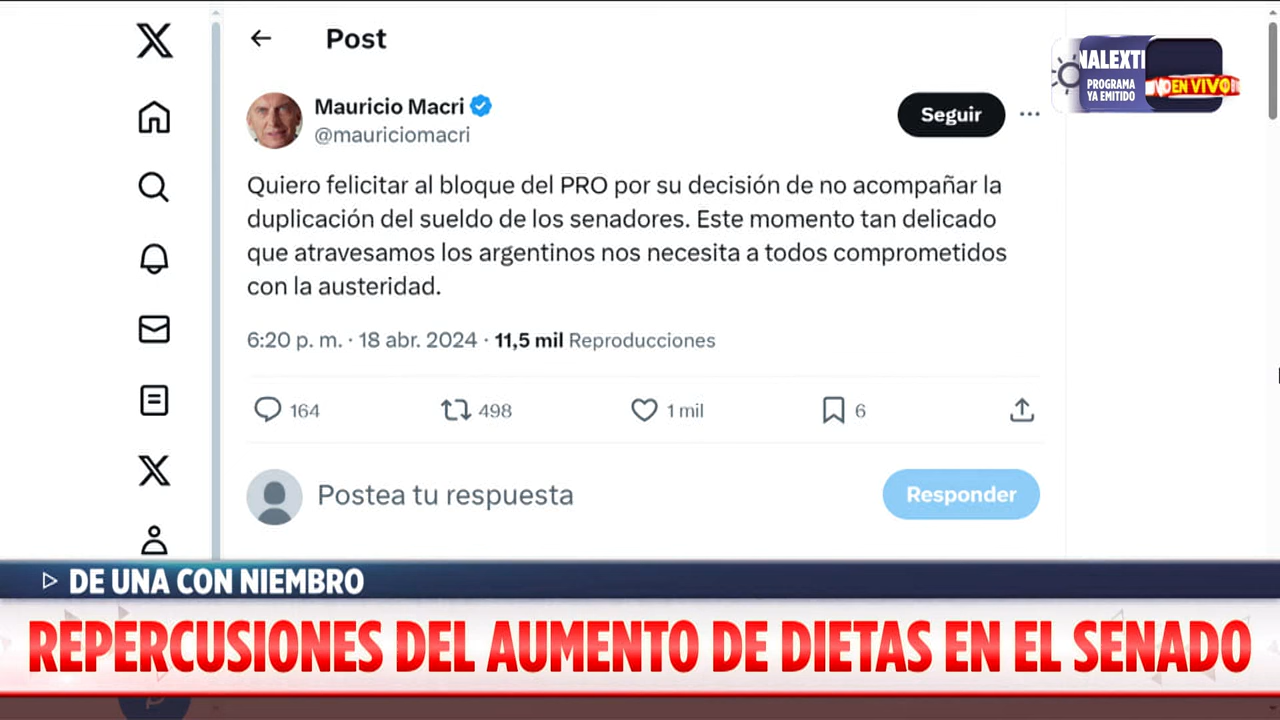 Post
Mauricio Macri
@mauriciomacri
Seguir
Quiero felicitar al bloque del PRO por su decisión de no acompañar la
duplicación del sueldo de los senadores. Este momento tan delicado
que atravesamos los argentinos nos necesita a todos comprometidos
con la austeridad.
6:20 p. m. · 18 abr. 2024 · 11,5 mil Reproducciones
164
498
1 mil
6
Postea tu respuesta
Responder
PROGRAMA
YA EMITIDO
EN VIVO
DE UNA CON NIEMBRO
REPERCUSIONES DEL AUMENTO DE DIETAS EN EL SENADO